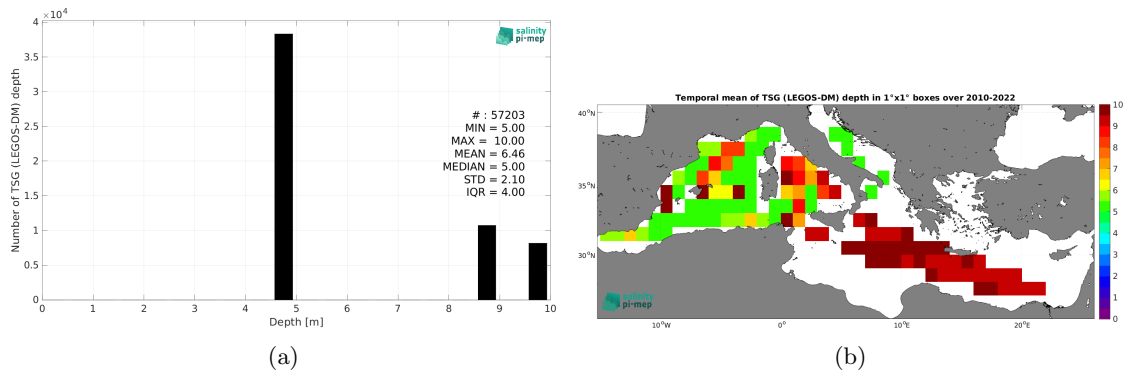 ×10⁴
4
3.5
3
2.5
2
1.5
1
0.5
0
Number of TSG (LEGOS-DM) depth
salinity
pi-mep
# : 57203
MIN = 5.00
MAX = 10.00
MEAN = 6.46
MEDIAN = 5.00
STD = 2.10
IQR = 4.00
0 1 2 3 4 5 6 7 8 9 10
Depth [m]
(a)
Temporal mean of TSG (LEGOS-DM) depth in 1°x1° boxes over 2010-2022
40°N
35°N
30°N
10°W 0° 10°E 20°E
salinity
pi-mep
10
9
8
7
6
5
4
3
2
1
0
(b)